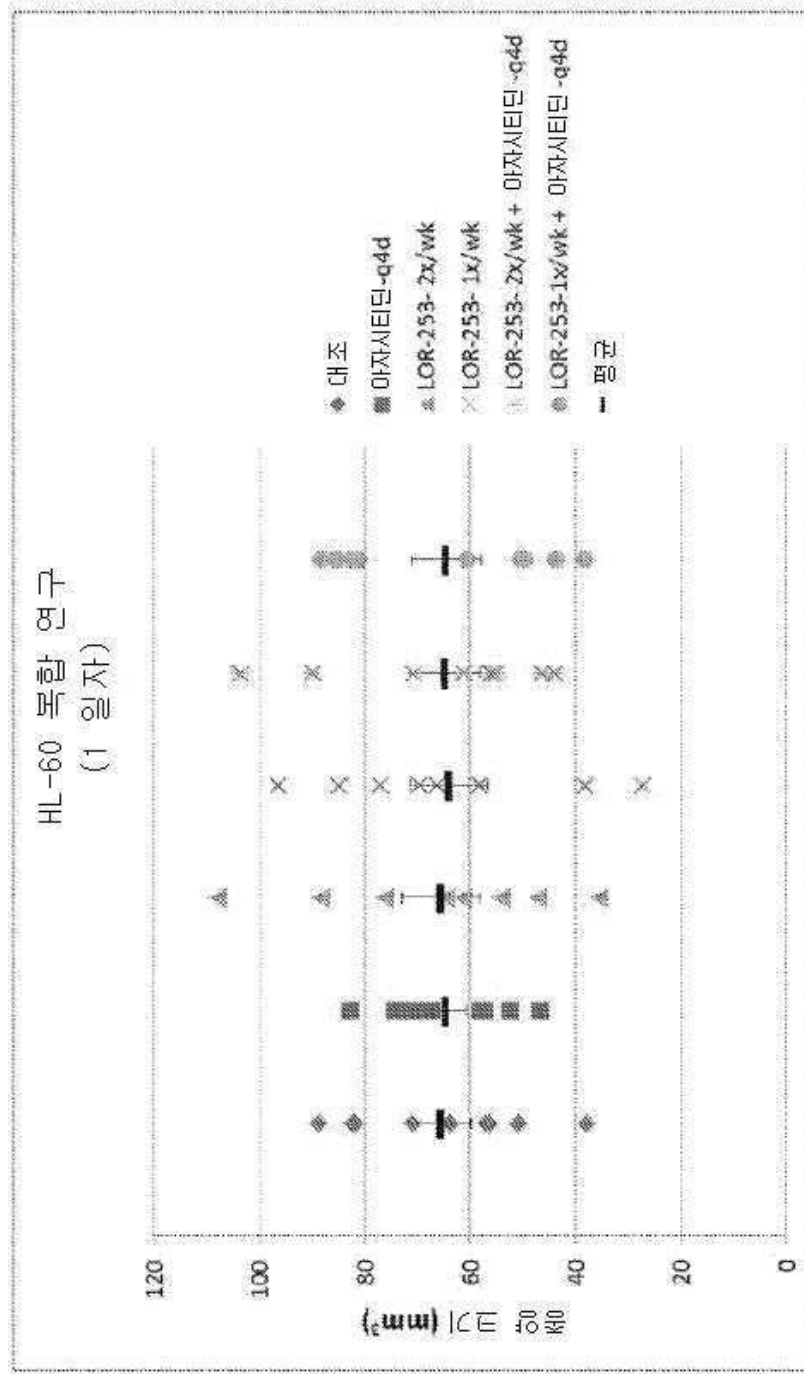 HL-60 복합 연구
(1 일자)
종양 크기 (mm³)
120
100
80
60
40
20
0
◆ 대조
■ 아자시티딘-q4d
▲ LOR-253- 2x/wk
× LOR-253- 1x/wk
LOR-253- 2x/wk + 아자시티딘 -q4d
● LOR-253-1x/wk + 아자시티딘 -q4d
평균